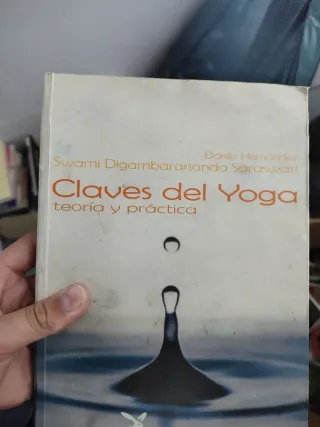 Danilo Hernández
Swami Digambarananda Saraswati
Claves del Yoga
teoría y práctica